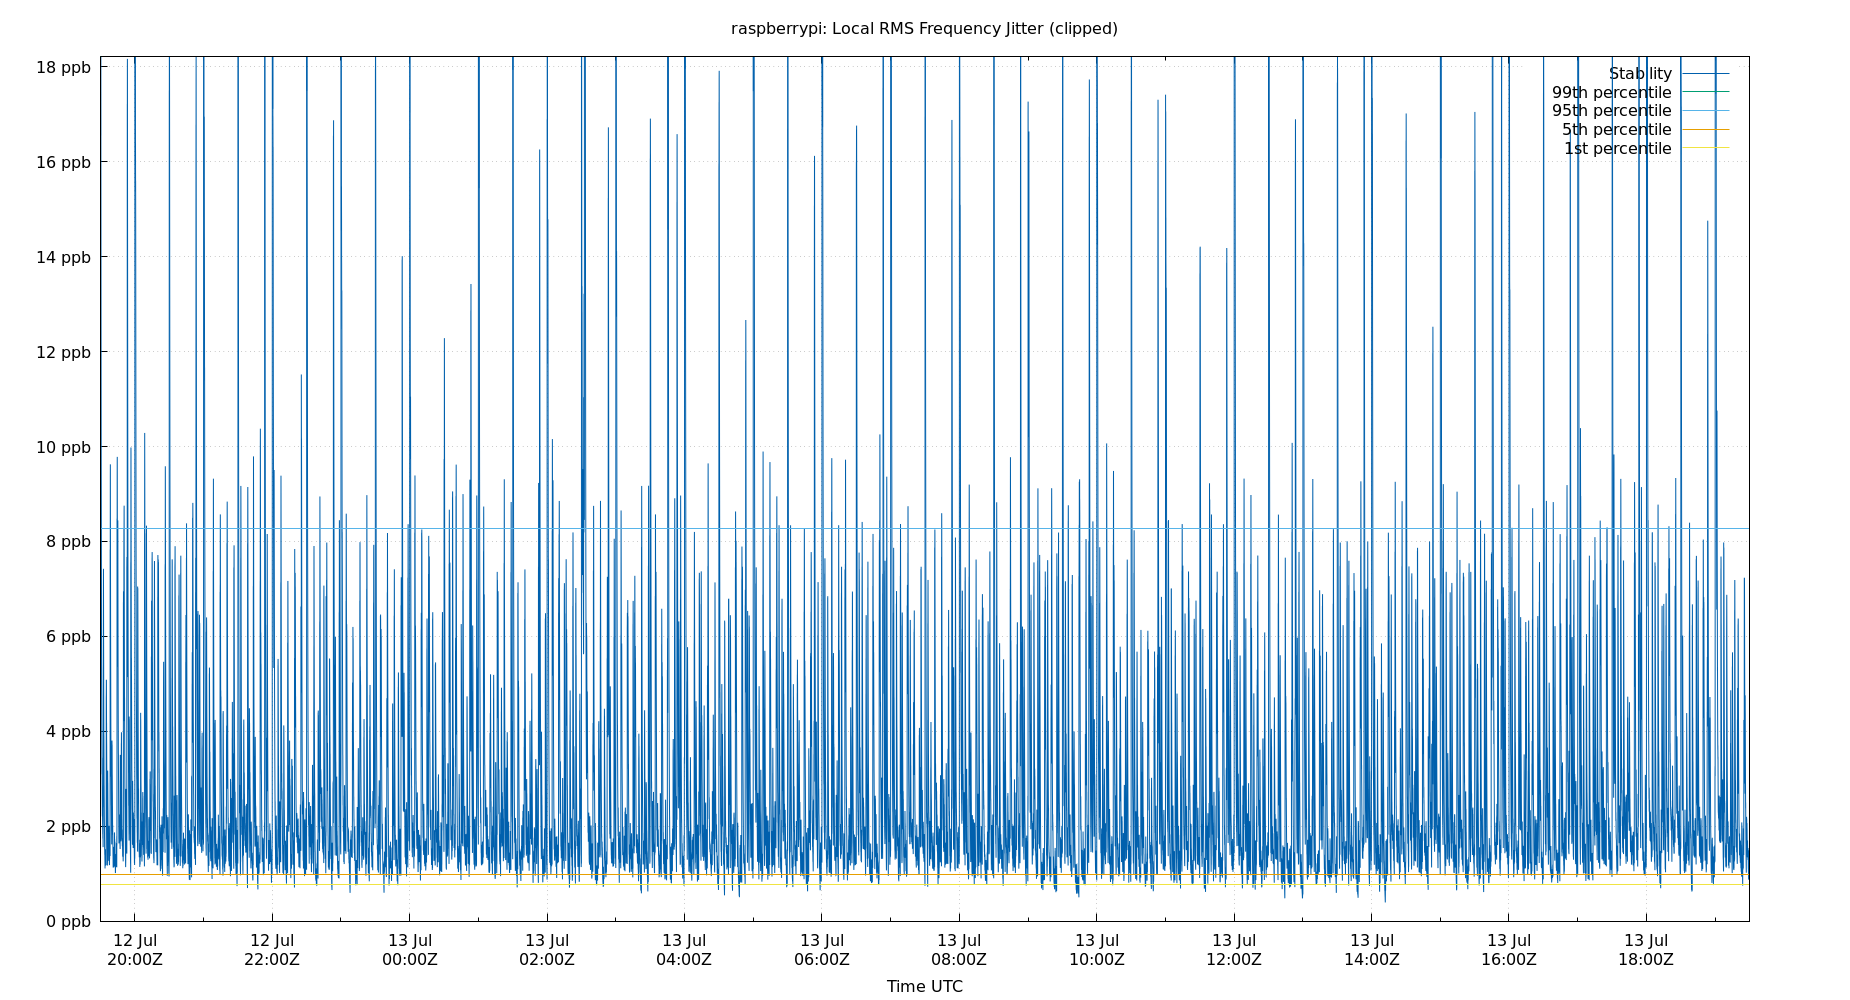 raspberrypi: Local RMS Frequency Jitter (clipped)
18 ppb
16 ppb
14 ppb
12 ppb
10 ppb
8 ppb
6 ppb
4 ppb
2 ppb
0 ppb
Stability
99th percentile
95th percentile
5th percentile
1st percentile
12 Jul 12 Jul 13 Jul 13 Jul 13 Jul 13 Jul 13 Jul 13 Jul 13 Jul 13 Jul 13 Jul 13 Jul
20:00Z 22:00Z 00:00Z 02:00Z 04:00Z 06:00Z 08:00Z 10:00Z 12:00Z 14:00Z 16:00Z 18:00Z
Time UTC